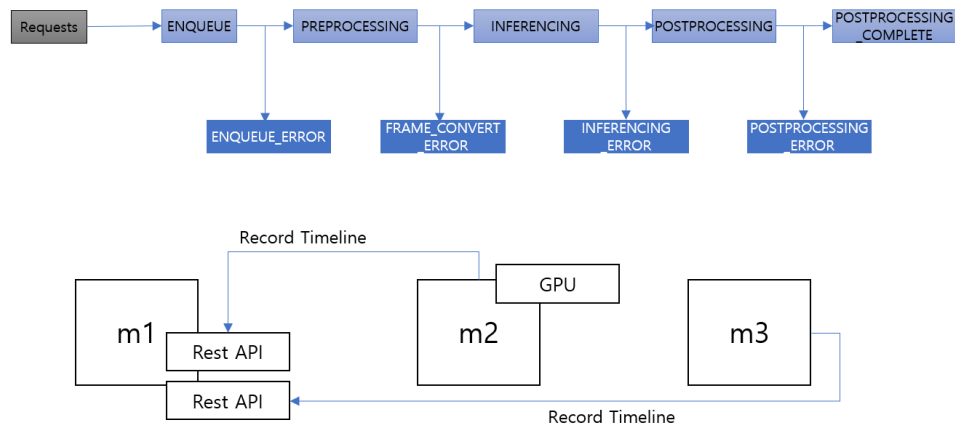 Requests
ENQUEUE
PREPROCESSING
INFERENCING
POSTPROCESSING
POSTPROCESSING
_COMPLETE
ENQUEUE_ERROR
FRAME_CONVERT
_ERROR
INFERENCING
_ERROR
POSTPROCESSING
_ERROR
Record Timeline
GPU
m1
m2
m3
Rest API
Rest API
Record Timeline